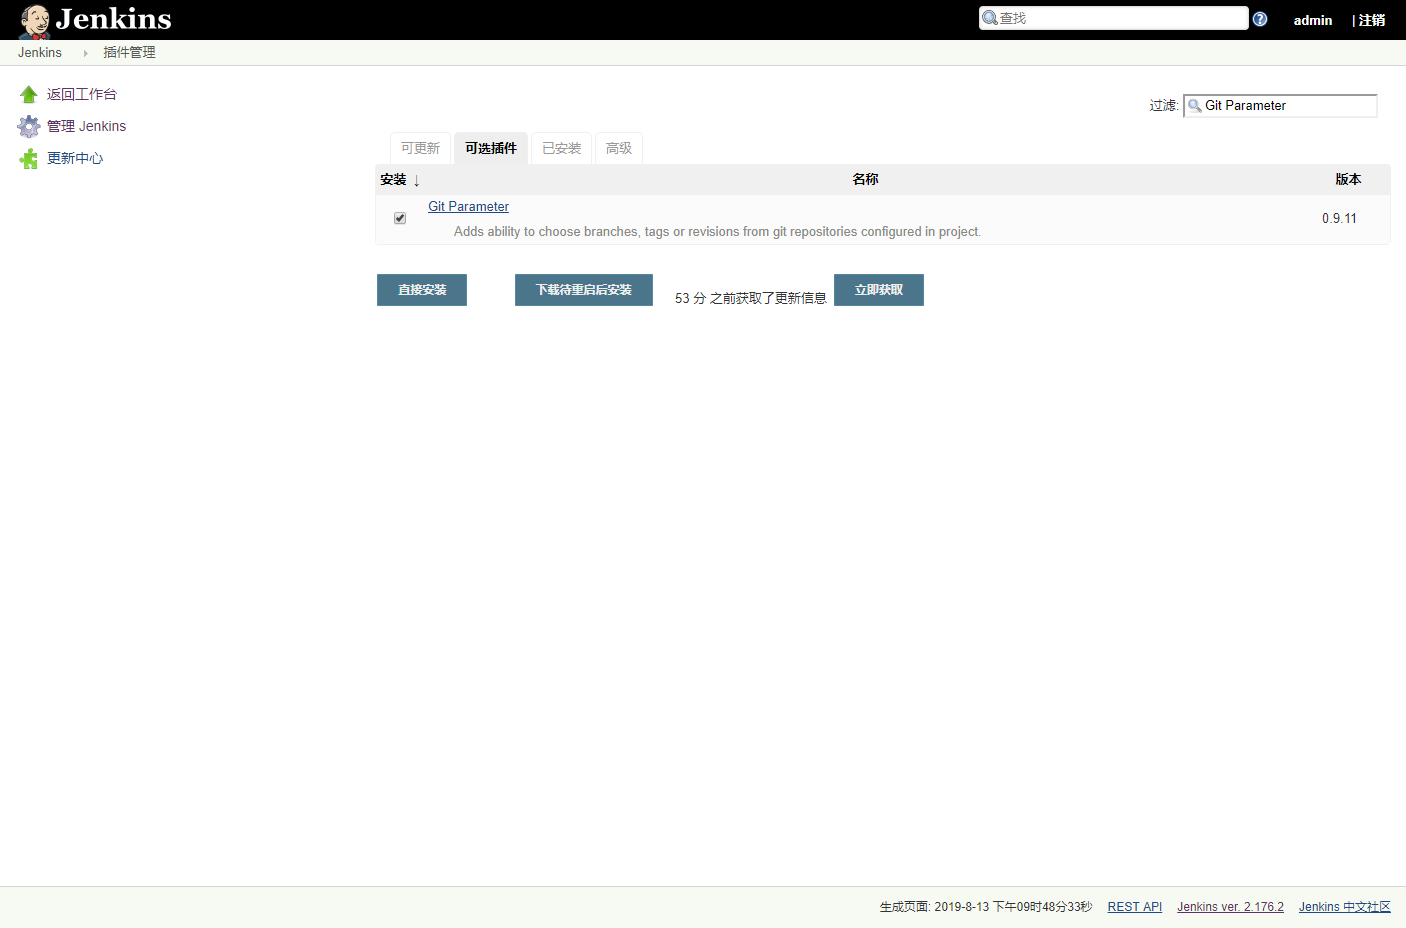 Jenkins
查找
admin
| 注销
Jenkins
插件管理
返回工作台
管理 Jenkins
更新中心
过滤: Git Parameter
可更新
可选插件
已安装
高级
安装 ↓
名称
版本
Git Parameter
Adds ability to choose branches, tags or revisions from git repositories configured in project.
0.9.11
直接安装
下载待重启后安装
53 分 之前获取了更新信息
立即获取
生成页面: 2019-8-13 下午09时48分33秒
REST API
Jenkins ver. 2.176.2
Jenkins 中文社区